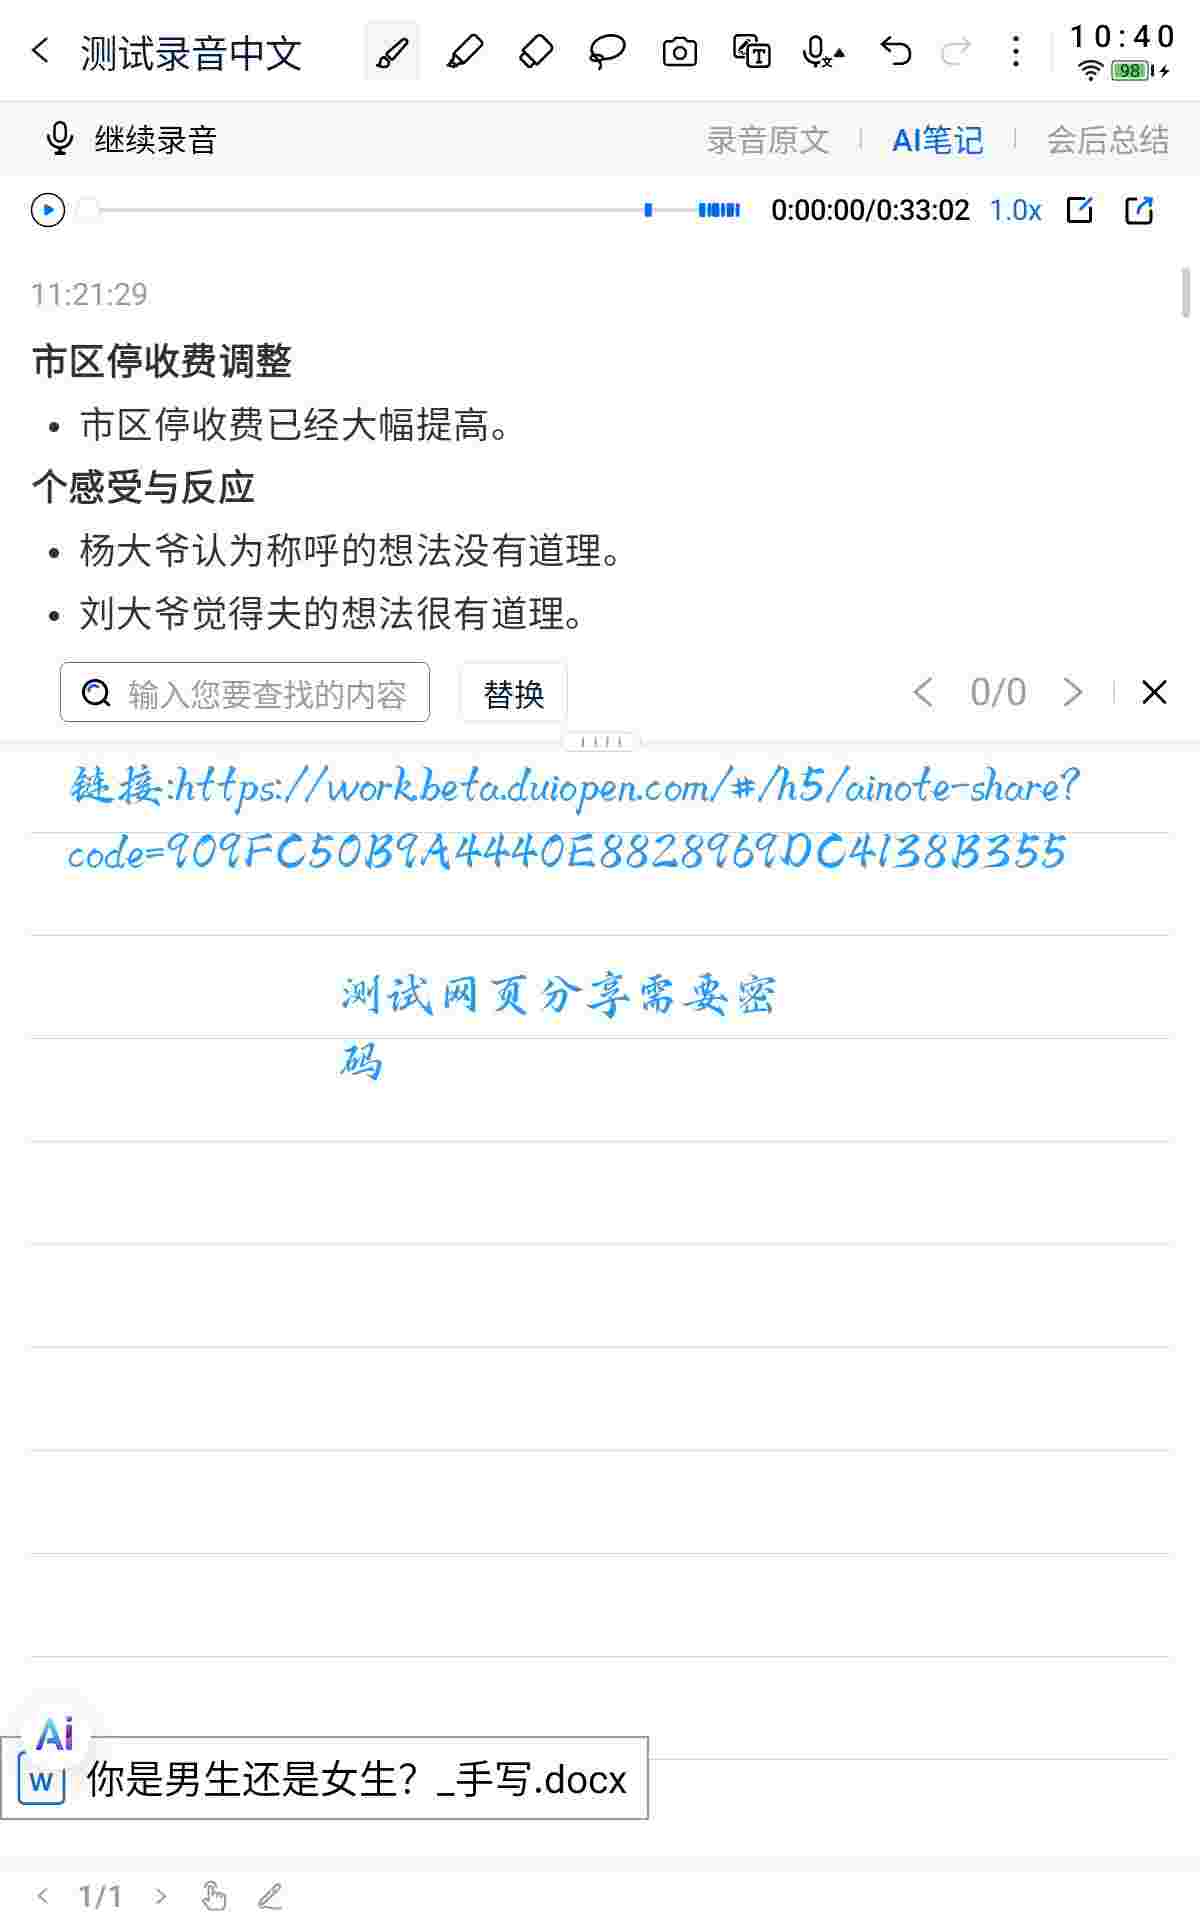 测试录音中文
10:40
98
继续录音
录音原文
AI笔记
会后总结
0:00:00/0:33:02
1.0x
11:21:29
市区停收费调整
• 市区停收费已经大幅提高。
个感受与反应
• 杨大爷认为称呼的想法没有道理。
• 刘大爷觉得夫的想法很有道理。
输入您要查找的内容
替换
0/0
链接:https://work.beta.duiopen.com/#/h5/ainote-share?
code=909FC50B9A4440E8828969DC4138B355
测试网页分享需要密
码
Ai
W 你是男生还是女生？_手写.docx
1/1